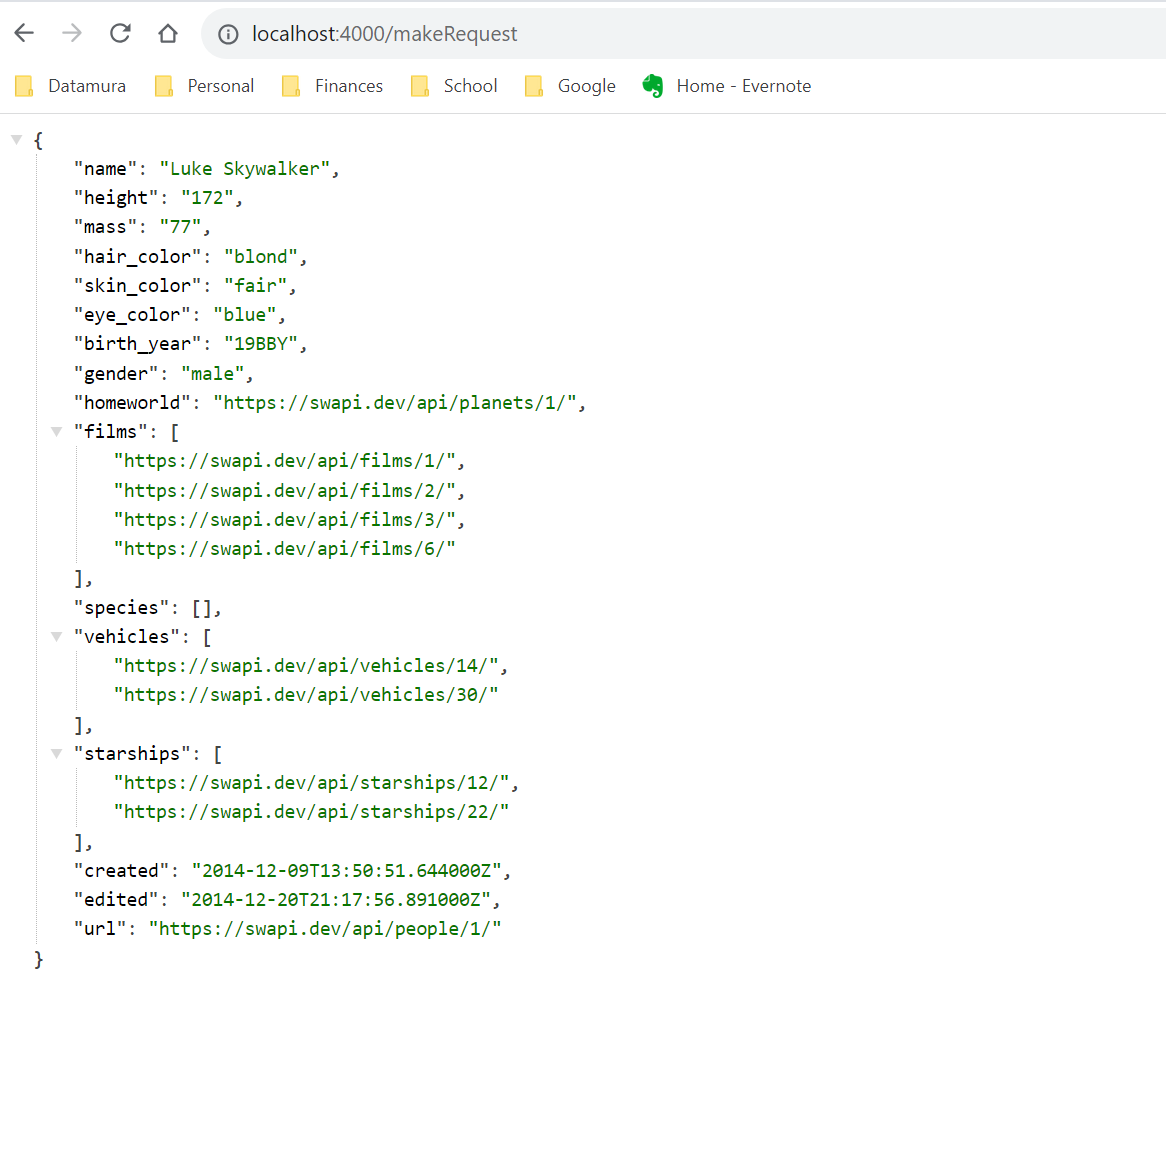 localhost:4000/makeRequest
Datamura Personal Finances School Google Home - Evernote
{
"name": "Luke Skywalker",
"height": "172",
"mass": "77",
"hair_color": "blond",
"skin_color": "fair",
"eye_color": "blue",
"birth_year": "19BBY",
"gender": "male",
"homeworld": "https://swapi.dev/api/planets/1/",
"films": [
"https://swapi.dev/api/films/1/",
"https://swapi.dev/api/films/2/",
"https://swapi.dev/api/films/3/",
"https://swapi.dev/api/films/6/"
],
"species": [],
"vehicles": [
"https://swapi.dev/api/vehicles/14/",
"https://swapi.dev/api/vehicles/30/"
],
"starships": [
"https://swapi.dev/api/starships/12/",
"https://swapi.dev/api/starships/22/"
],
"created": "2014-12-09T13:50:51.644000Z",
"edited": "2014-12-20T21:17:56.891000Z",
"url": "https://swapi.dev/api/people/1/"
}